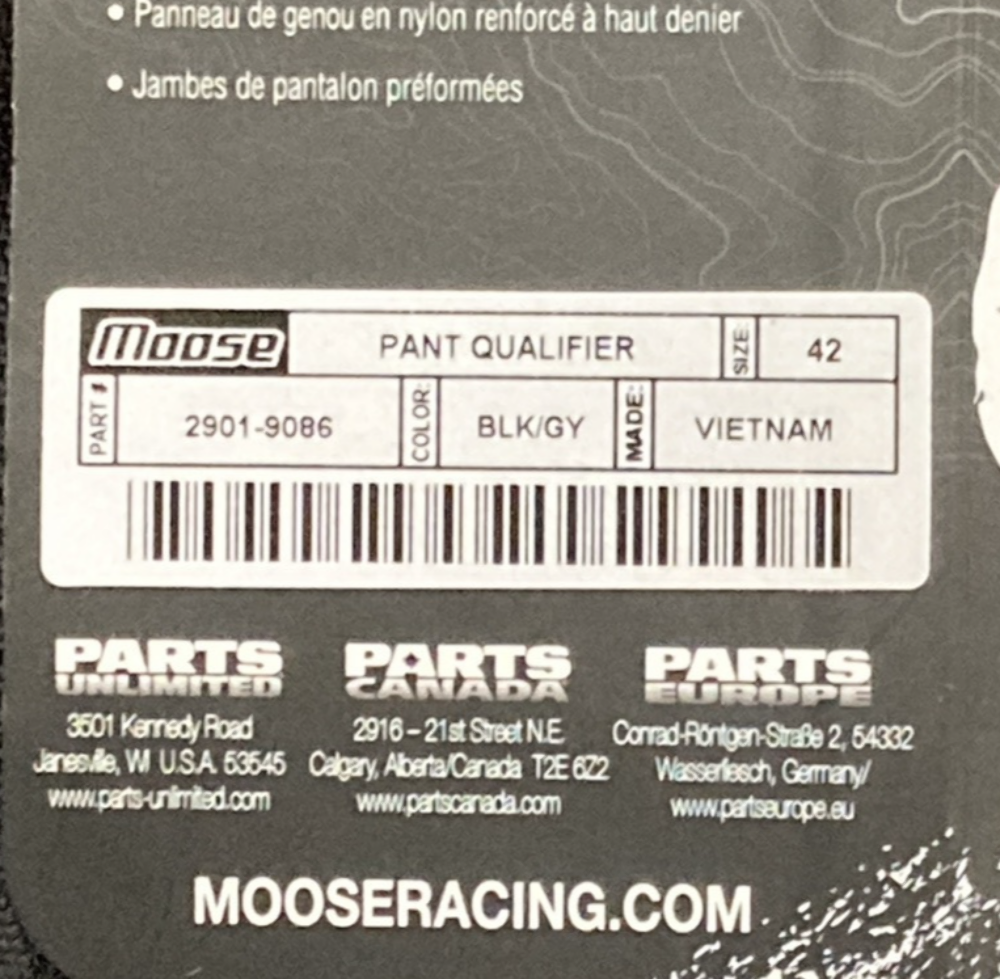 • Panneau de genou en nylon renforcé à haut denier
• Jambes de pantalon préformées
Moose PANT QUALIFIER SIZE: 42
PART # 2901-9086 COLOR: BLK/GY MADE: VIETNAM
PARTS UNLIMITED
3501 Kennedy Road
Janesville, WI U.S.A. 53545
www.parts-unlimited.com
PARTS CANADA
2916 – 21st Street N.E.
Calgary, Alberta/Canada T2E 6Z2
www.partscanada.com
PARTS EUROPE
Conrad-Röntgen-Straße 2, 54332
Wasserliesch, Germany/
www.partseurope.eu
MOOSERACING.COM